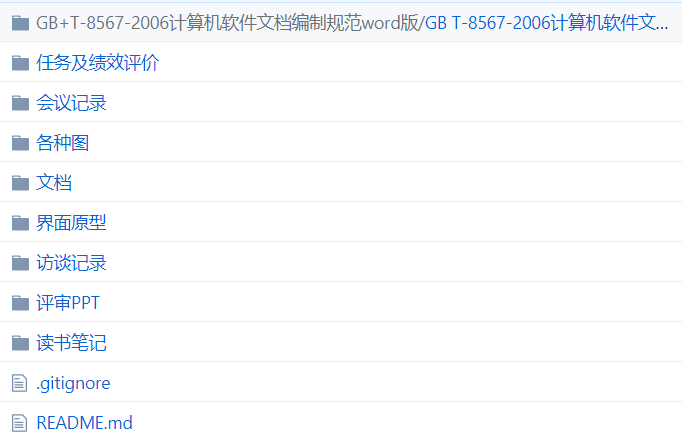 GB+T-8567-2006计算机软件文档编制规范word版/GB T-8567-2006计算机软件文...
任务及绩效评价
会议记录
各种图
文档
界面原型
访谈记录
评审PPT
读书笔记
.gitignore
README.md